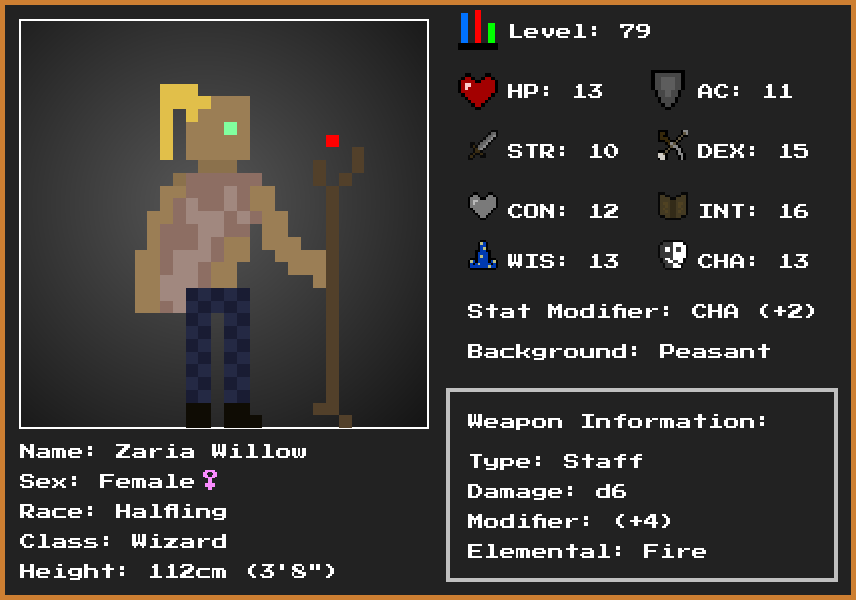 Level: 79
HP: 13
AC: 11
STR: 10
DEX: 15
CON: 12
INT: 16
WIS: 13
CHA: 13
Stat Modifier: CHA (+2)
Background: Peasant
Weapon Information:
Type: Staff
Damage: d6
Modifier: (+4)
Elemental: Fire
Name: Zaria Willow
Sex: Female♀
Race: Halfling
Class: Wizard
Height: 112cm (3'8")